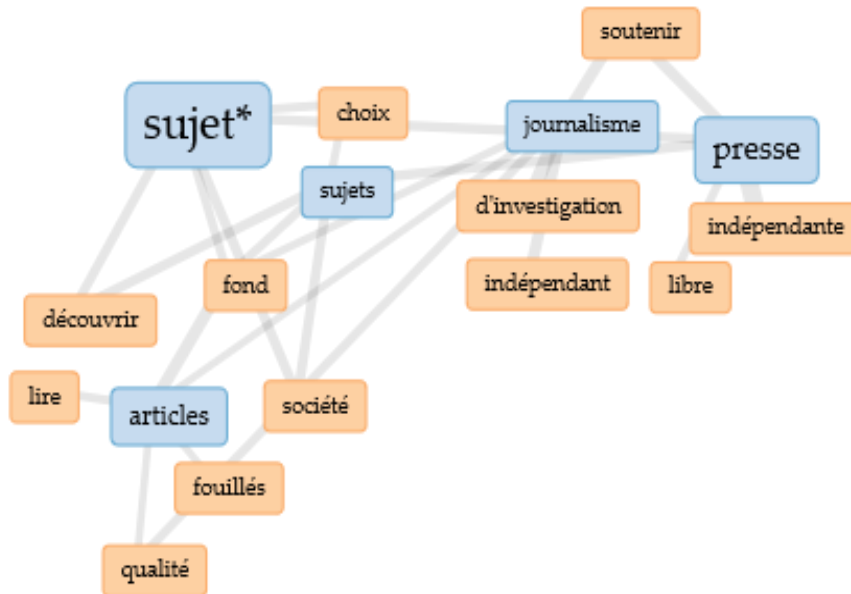 soutenir
sujet*
choix
journalisme
presse
sujets
d'investigation
indépendante
fond
indépendant
libre
découvrir
lire
articles
société
fouillés
qualité